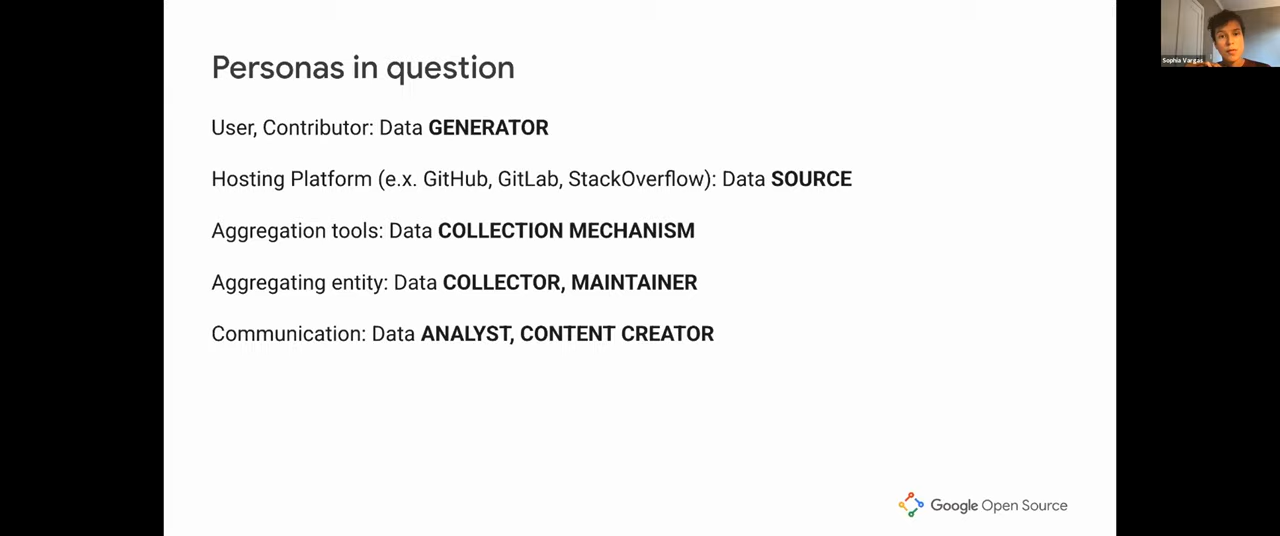 Personas in question
User, Contributor: Data GENERATOR
Hosting Platform (e.x. GitHub, GitLab, StackOverflow): Data SOURCE
Aggregation tools: Data COLLECTION MECHANISM
Aggregating entity: Data COLLECTOR, MAINTAINER
Communication: Data ANALYST, CONTENT CREATOR
Google Open Source
Sophia Vargas